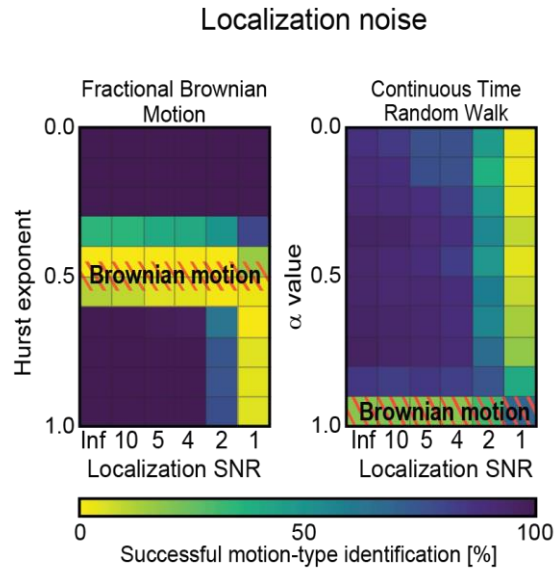 Localization noise
Fractional Brownian
Motion
Continuous Time
Random Walk
Hurst exponent
0.0
0.5
1.0
Brownian motion
Inf 10 5 4 2 1
Localization SNR
α value
0.0
0.5
1.0
Brownian motion
Inf 10 5 4 2 1
Localization SNR
0 50 100
Successful motion-type identification [%]